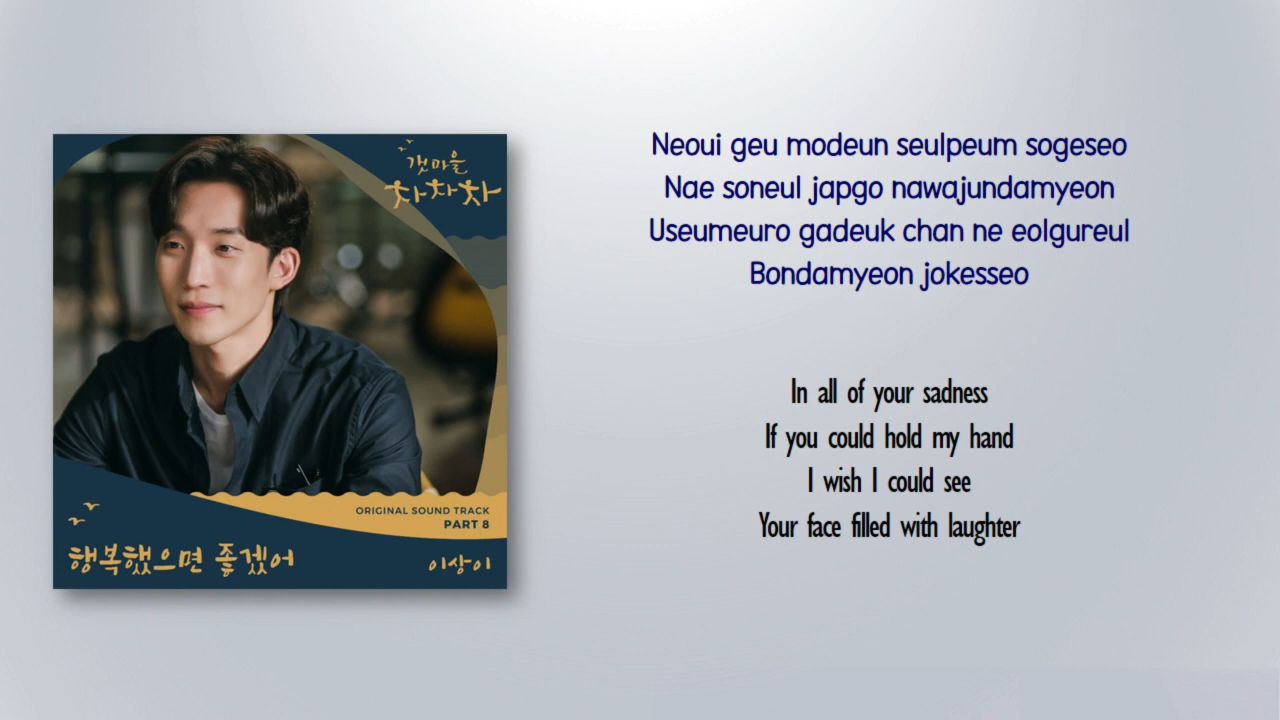 갯마을
차차차
ORIGINAL SOUND TRACK
PART 8
행복했으면 좋겠어
이상이
Neoui geu modeun seulpeum sogeseo
Nae soneul japgo nawajundamyeon
Useumeuro gadeuk chan ne eolgureul
Bondamyeon jokesseo
In all of your sadness
If you could hold my hand
I wish I could see
Your face filled with laughter